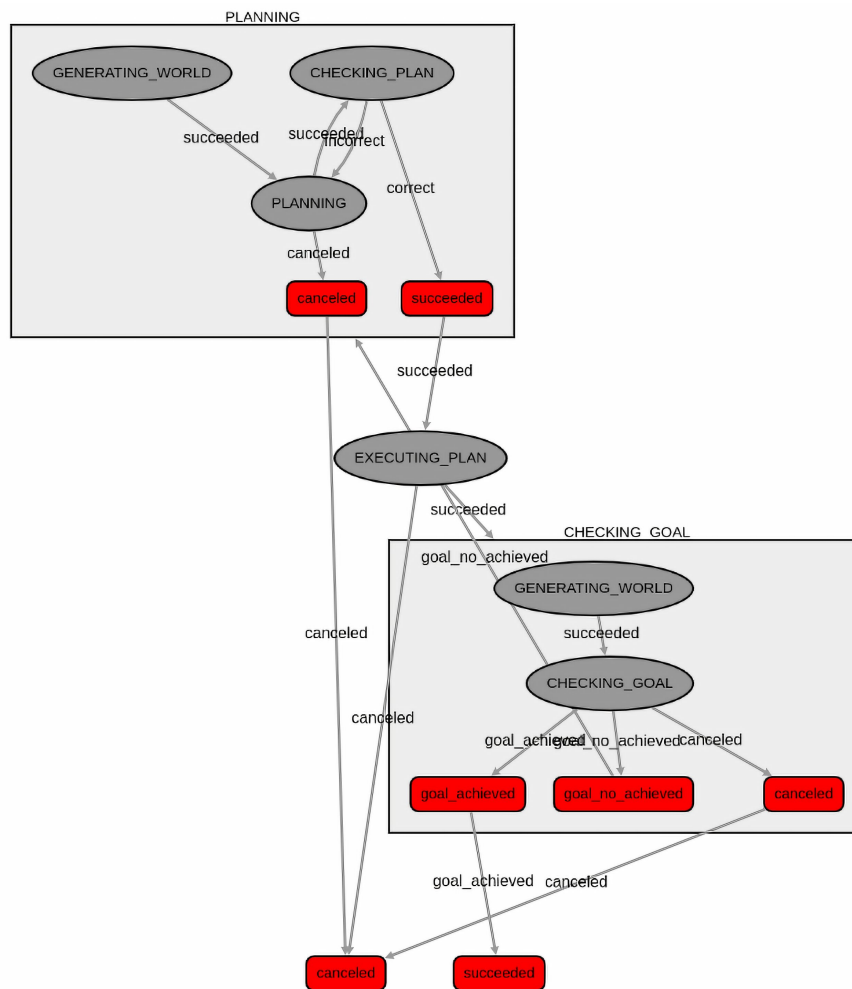 PLANNING
GENERATING_WORLD
CHECKING_PLAN
succeeded
succeeded
incorrect
correct
PLANNING
canceled
canceled
succeeded
succeeded
EXECUTING_PLAN
succeeded
CHECKING_GOAL
goal_no_achieved
GENERATING_WORLD
canceled
succeeded
CHECKING_GOAL
canceled
goal_achieved
goal_no_achieved
canceled
goal_achieved
goal_no_achieved
canceled
goal_achieved
canceled
canceled
succeeded